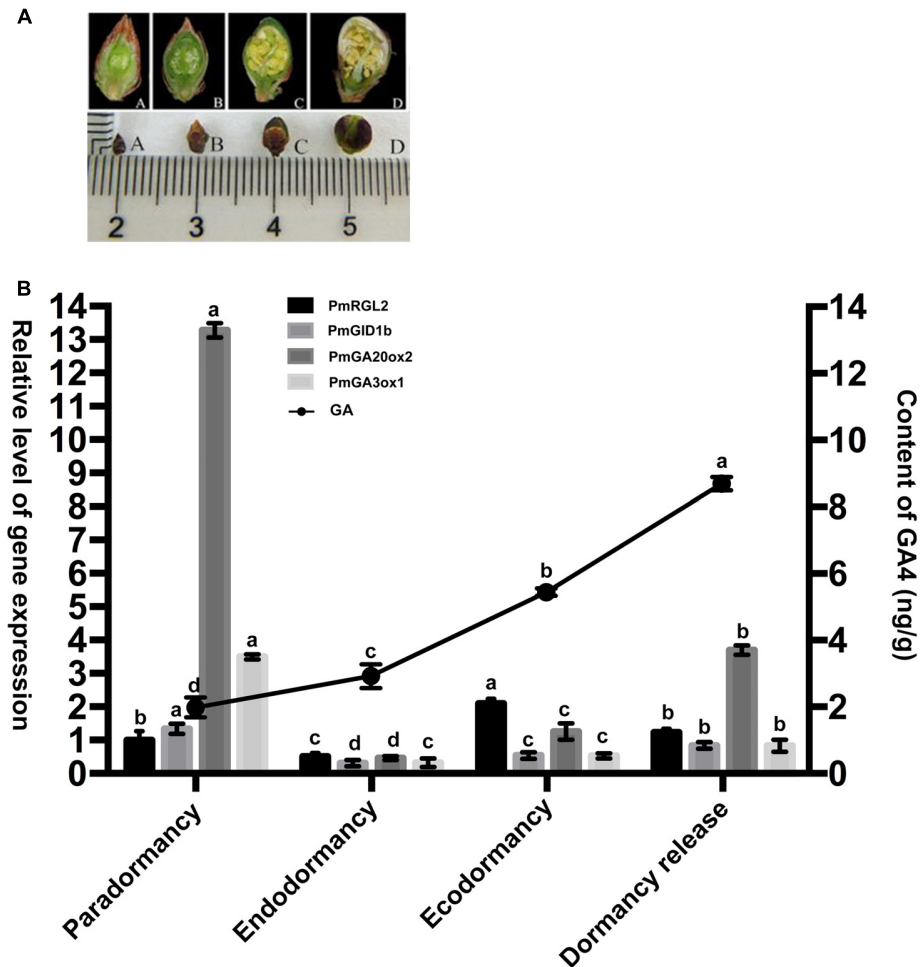 A
A B C D
A B C D
2 3 4 5
B
Relative level of gene expression
14
13
12
11
10
9
8
7
6
5
4
3
2
1
0
PmRGL2
PmGID1b
PmGA20ox2
PmGA3ox1
GA
b a d a a
c d c d c
a c b c c
b b a b b
14
12
10
8
6
4
2
0
Content of GA4 (ng/g)
Paradormancy
Endodormancy
Ecodormancy
Dormancy release